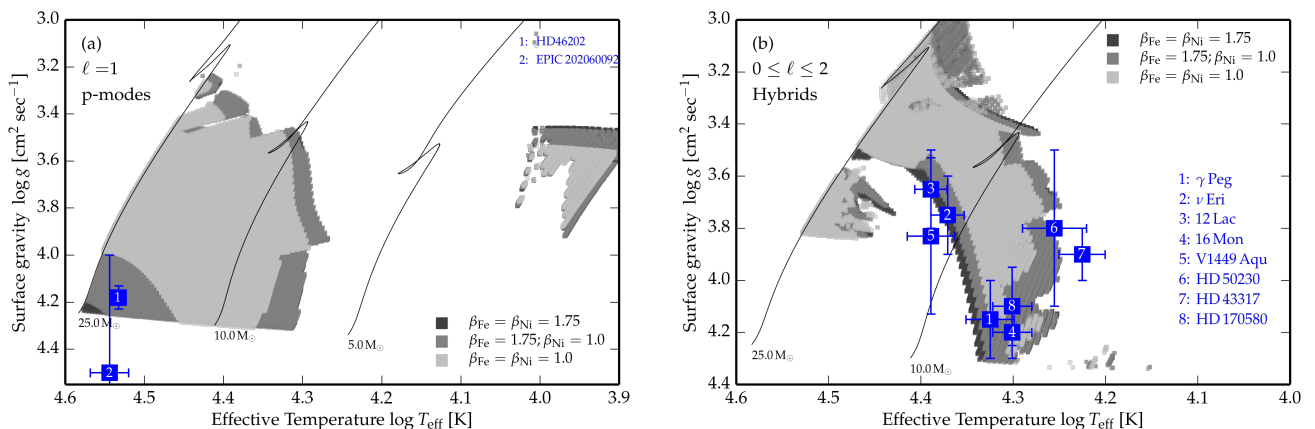 (a)
ℓ = 1
p-modes
1: HD46202
2: EPIC 202060092
3.0
3.2
3.4
3.6
3.8
4.0
4.2
4.4
Surface gravity log g [cm² sec⁻¹]
1
2
25.0 M☉
10.0 M☉
5.0 M☉
β_Fe = β_Ni = 1.75
β_Fe = 1.75; β_Ni = 1.0
β_Fe = β_Ni = 1.0
4.6 4.5 4.4 4.3 4.2 4.1 4.0 3.9
Effective Temperature log T_eff [K]
(b)
0 ≤ ℓ ≤ 2
Hybrids
β_Fe = β_Ni = 1.75
β_Fe = 1.75; β_Ni = 1.0
β_Fe = β_Ni = 1.0
3.0
3.2
3.4
3.6
3.8
4.0
4.2
4.4
Surface gravity log g [cm² sec⁻¹]
3
2
5
6
7
8
1
4
1: γ Peg
2: ν Eri
3: 12 Lac
4: 16 Mon
5: V1449 Aqu
6: HD 50230
7: HD 43317
8: HD 170580
25.0 M☉
10.0 M☉
4.6 4.5 4.4 4.3 4.2 4.1 4.0
Effective Temperature log T_eff [K]